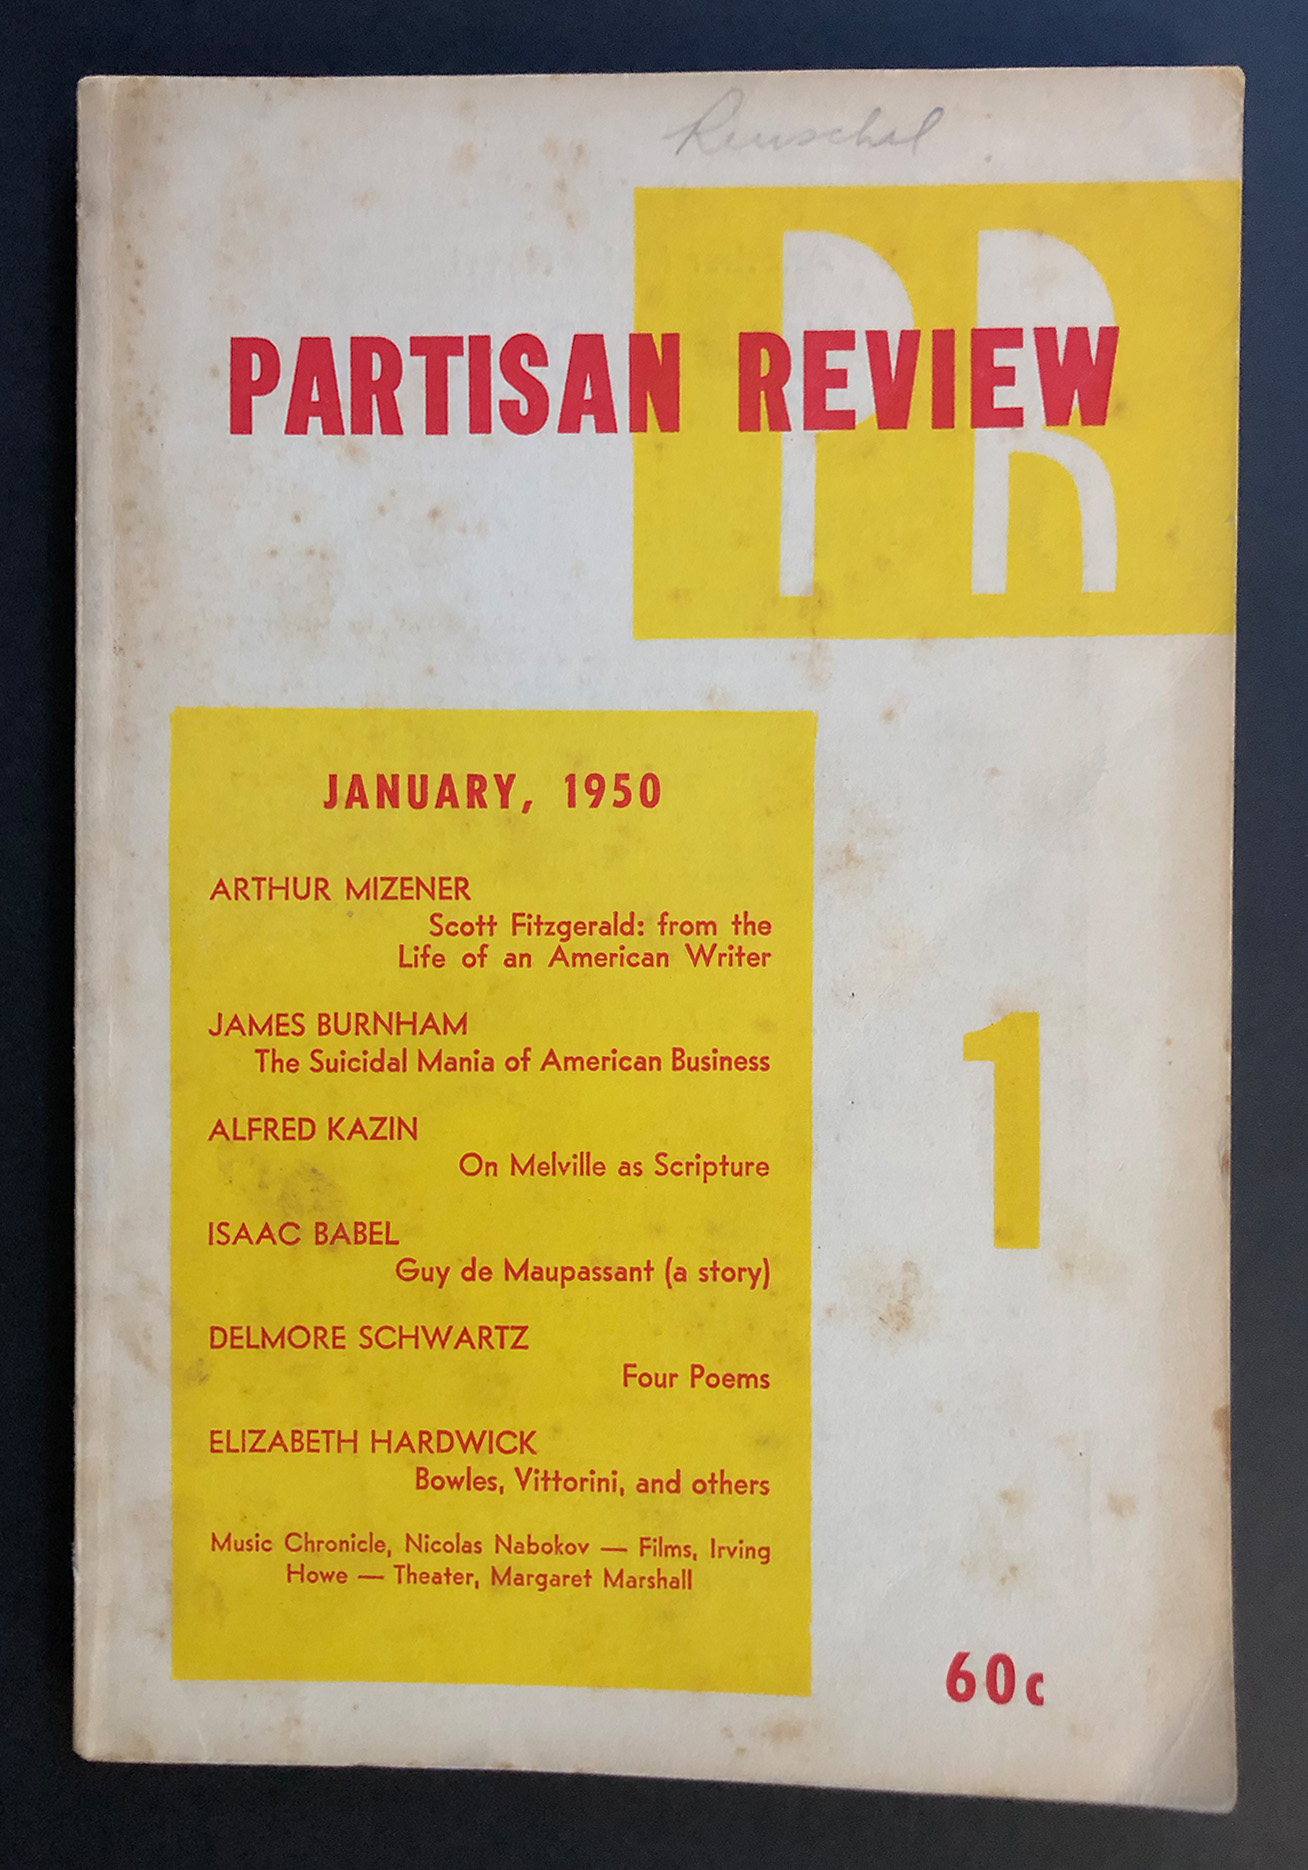 PR
PARTISAN REVIEW
JANUARY, 1950
ARTHUR MIZENER
Scott Fitzgerald: from the
Life of an American Writer
JAMES BURNHAM
The Suicidal Mania of American Business
ALFRED KAZIN
On Melville as Scripture
ISAAC BABEL
Guy de Maupassant (a story)
DELMORE SCHWARTZ
Four Poems
ELIZABETH HARDWICK
Bowles, Vittorini, and others
Music Chronicle, Nicolas Nabokov — Films, Irving
Howe — Theater, Margaret Marshall
1
60c